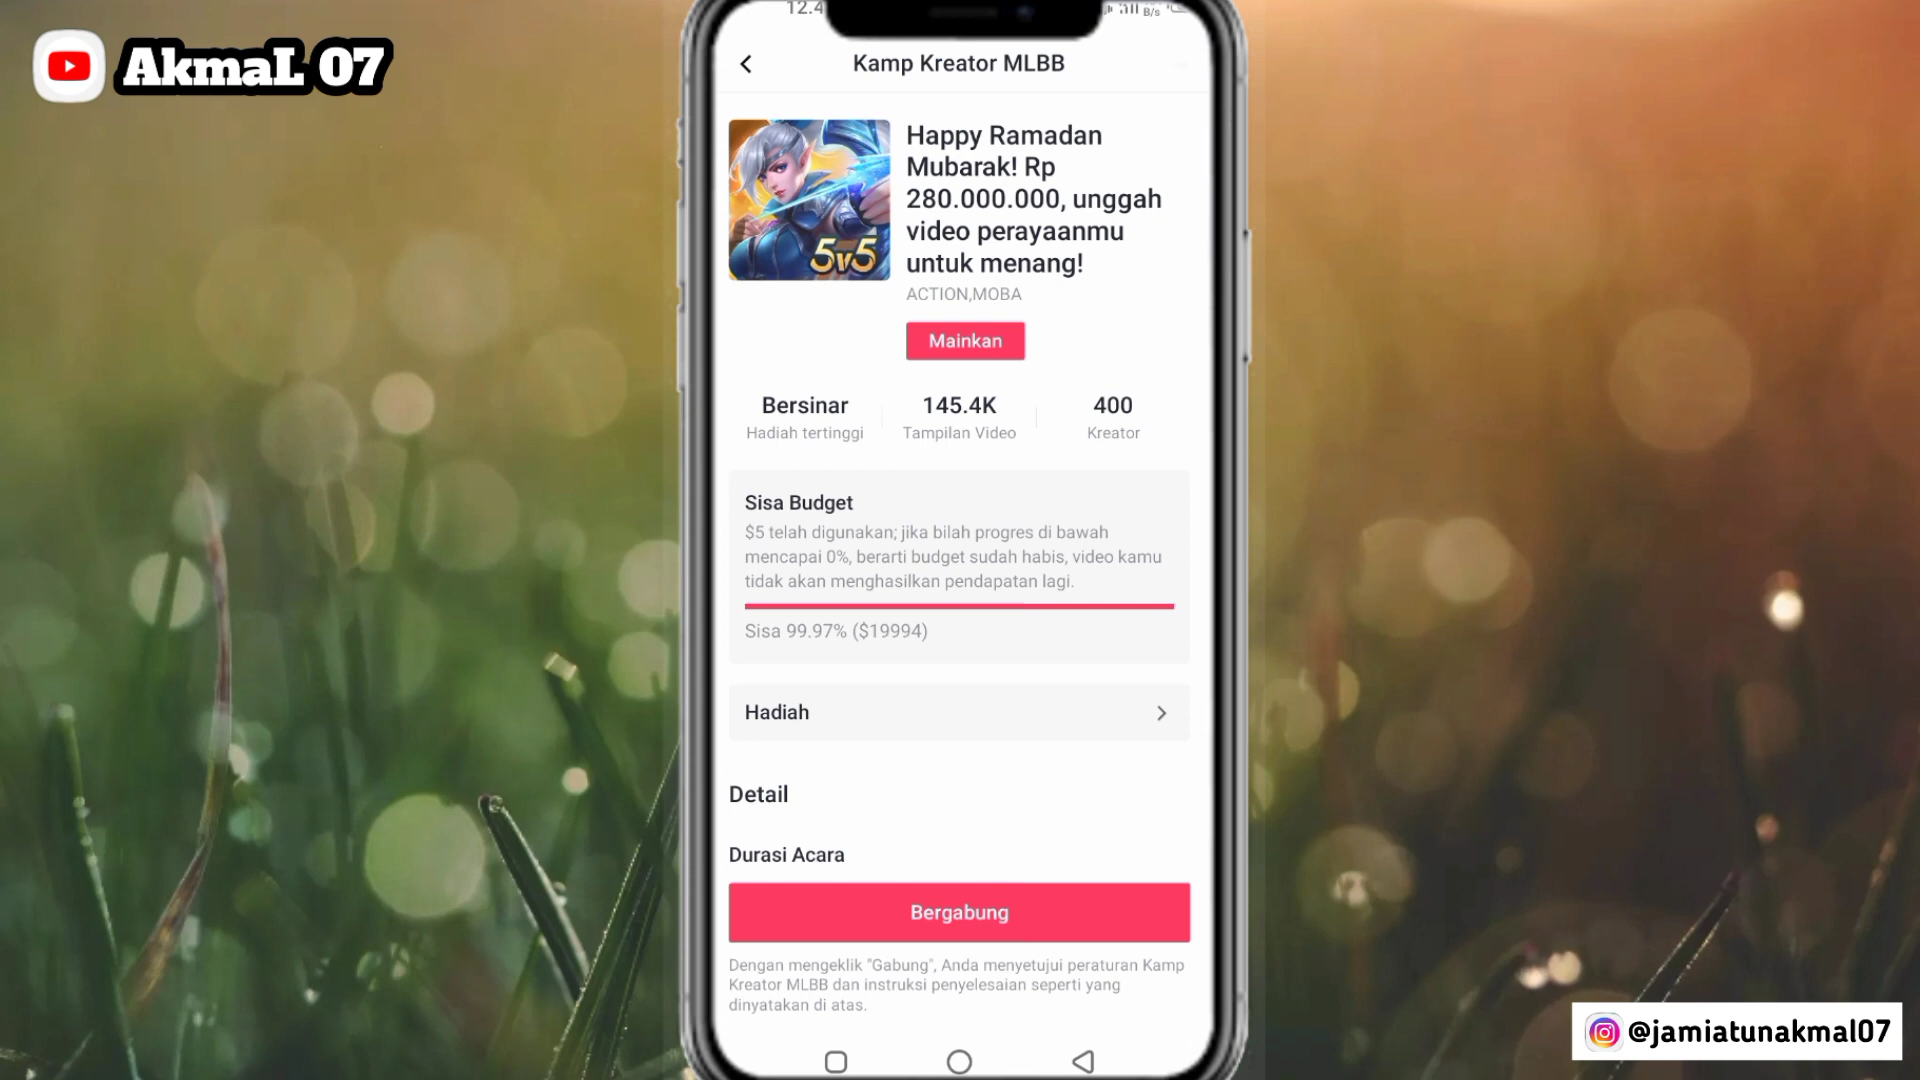 AkmaL 07
12.4
B/s
Kamp Kreator MLBB
Happy Ramadan
Mubarak! Rp
280.000.000, unggah
video perayaanmu
untuk menang!
ACTION,MOBA
5v5
Mainkan
Bersinar
Hadiah tertinggi
145.4K
Tampilan Video
400
Kreator
Sisa Budget
$5 telah digunakan; jika bilah progres di bawah
mencapai 0%, berarti budget sudah habis, video kamu
tidak akan menghasilkan pendapatan lagi.
Sisa 99.97% ($19994)
Hadiah
Detail
Durasi Acara
Bergabung
Dengan mengeklik "Gabung", Anda menyetujui peraturan Kamp
Kreator MLBB dan instruksi penyelesaian seperti yang
dinyatakan di atas.
@jamiatunakmal07